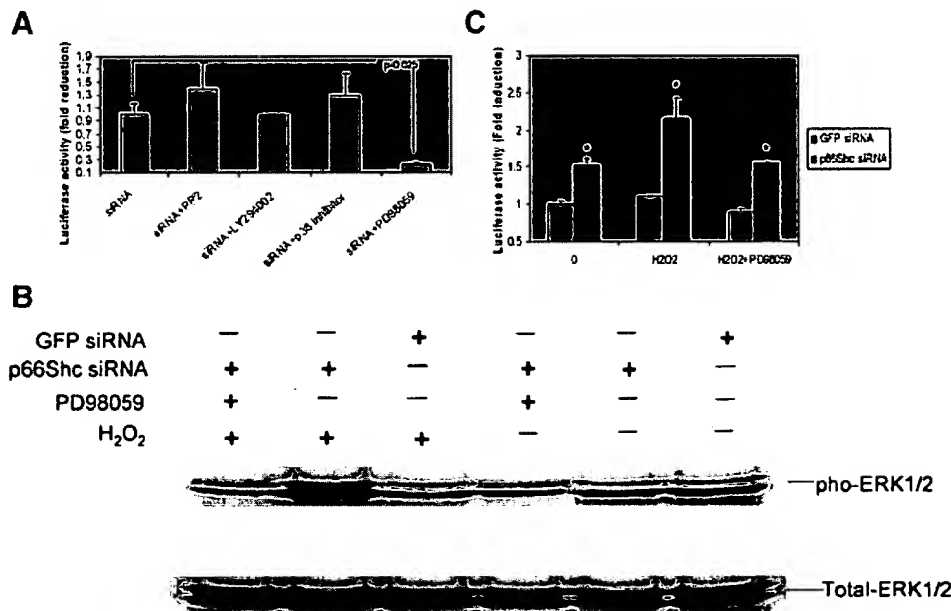 A
Luciferase activity (fold reduction)
1.9
1.7
1.5
1.3
1.1
0.9
0.7
0.5
0.3
0.1
p=0.025
siRNA
siRNA+PP2
siRNA+LY294002
siRNA+p38 inhibitor
siRNA+PD98059
C
Luciferase activity (Fold induction)
3
2.5
2
1.5
1
0.5
0
H2O2
H2O2+PD98059
GFP siRNA
p66Shc siRNA
B
GFP siRNA − − + − − +
p66Shc siRNA + + − + + −
PD98059 + − − + − −
H₂O₂ + + + − − −
pho-ERK1/2
Total-ERK1/2